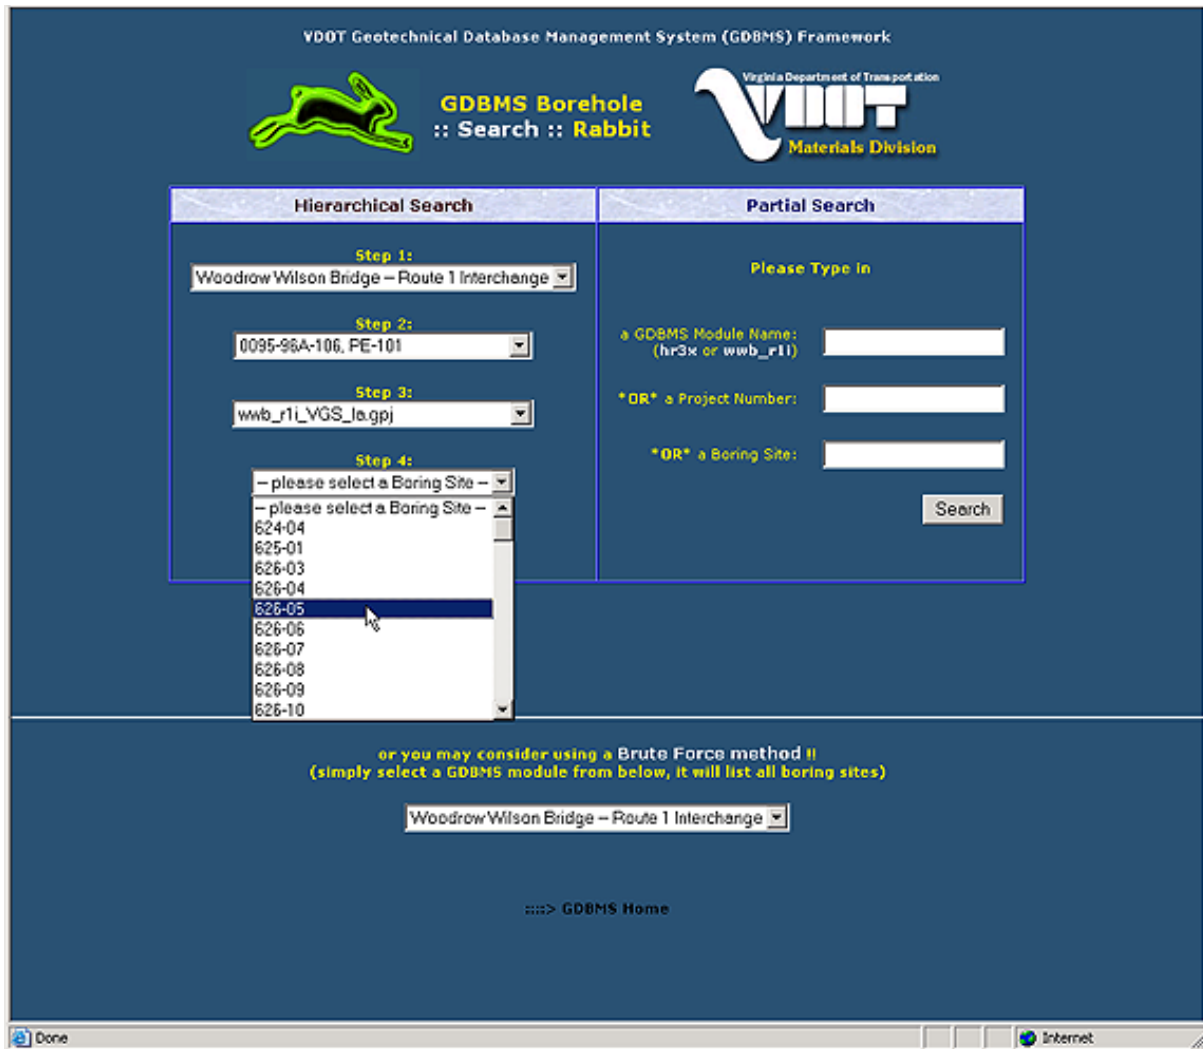 VDOT Geotechnical Database Management System (GDBMS) Framework
GDBMS Borehole
:: Search :: Rabbit
Virginia Department of Transportation
VDOT
Materials Division
Hierarchical Search
Step 1:
Woodrow Wilson Bridge – Route 1 Interchange
Step 2:
0095-96A-106, PE-101
Step 3:
wwb_r1i_VGS_la.gpj
Step 4:
– please select a Boring Site –
– please select a Boring Site –
624-04
625-01
626-03
626-04
626-05
626-06
626-07
626-08
626-09
626-10
Partial Search
Please Type in
a GDBMS Module Name:
(hr3x or wwb_r1i)
*OR* a Project Number:
*OR* a Boring Site:
Search
or you may consider using a Brute Force method !!
(simply select a GDBMS module from below, it will list all boring sites)
Woodrow Wilson Bridge – Route 1 Interchange
::::> GDBMS Home
Done
Internet